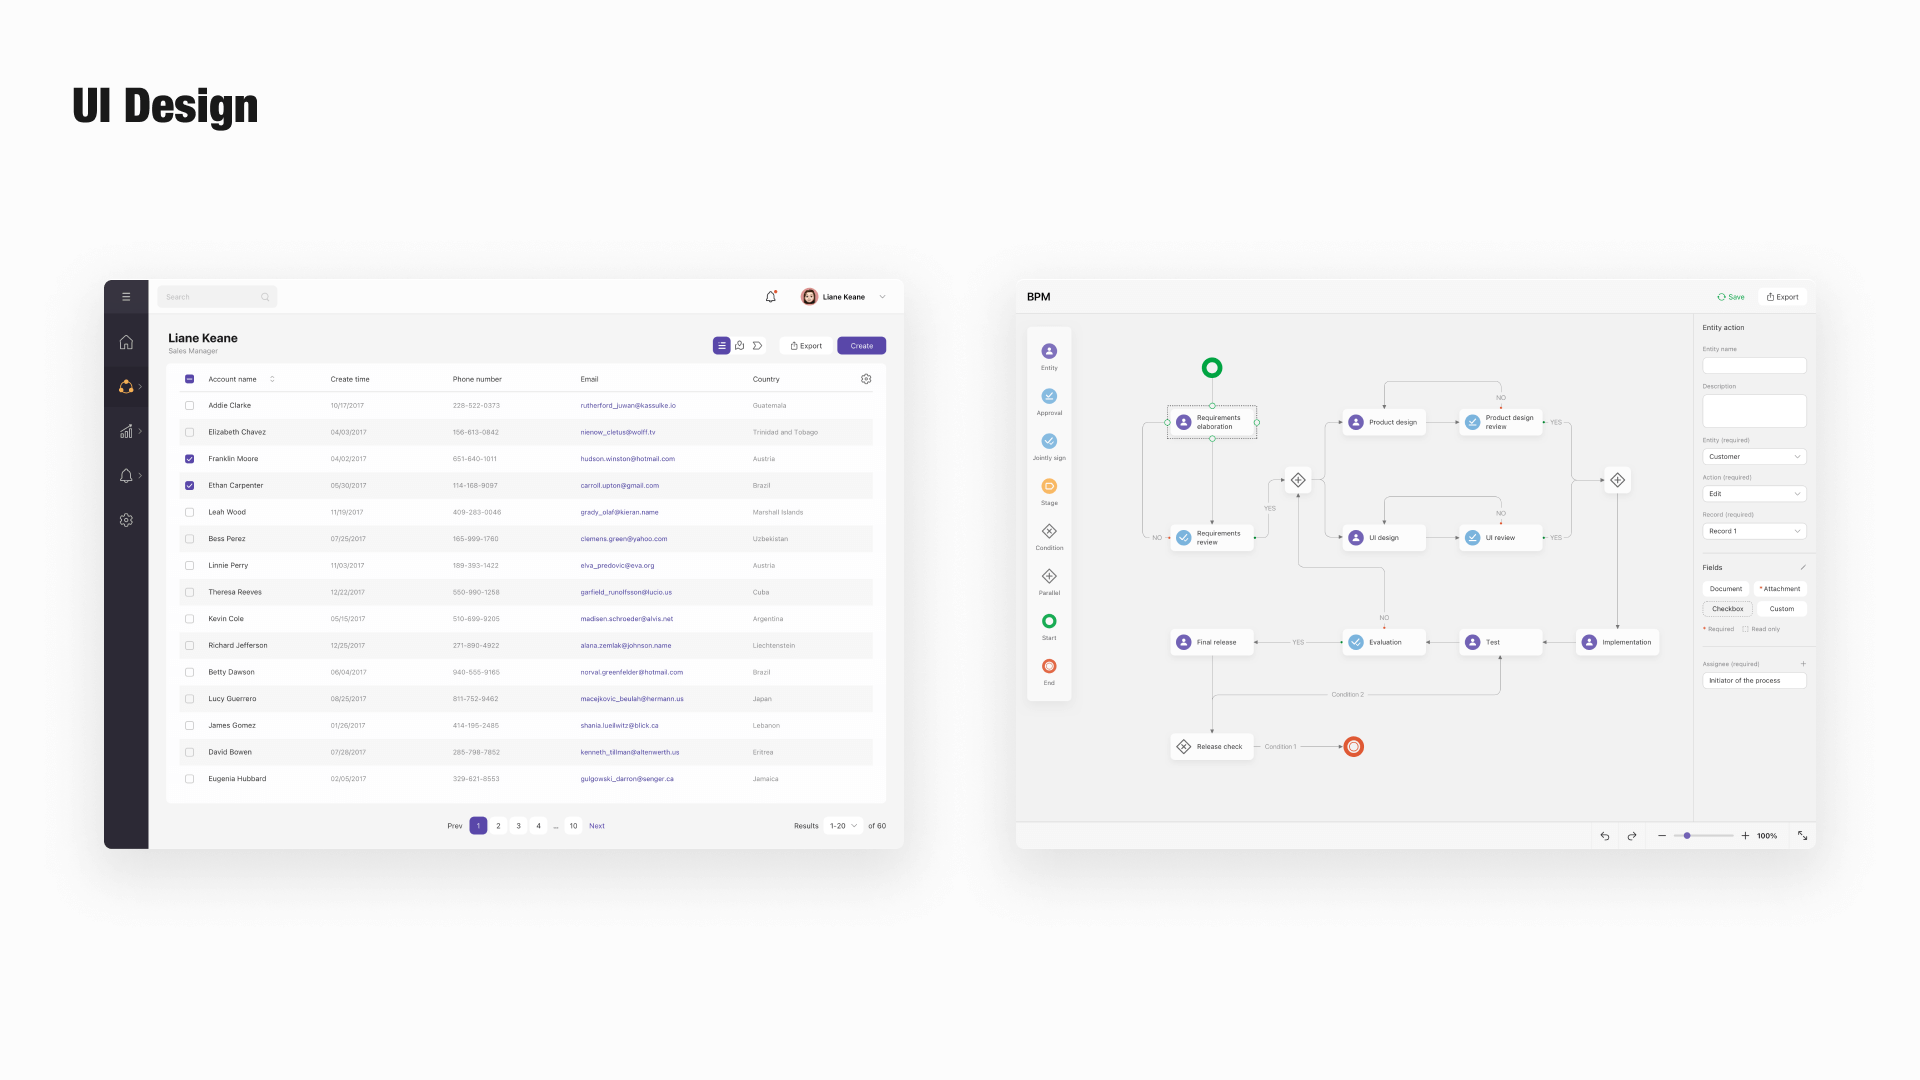 UI Design
Search
Liane Keane
Liane Keane
Sales Manager
Export
Create
Account name Create time Phone number Email Country
Addie Clarke 10/17/2017 228-522-0373 rutherford_juwan@kassulke.io Guatemala
Elizabeth Chavez 04/03/2017 156-613-0842 nienow_cletus@wolff.tv Trinidad and Tobago
Franklin Moore 04/02/2017 651-640-1011 hudson.winston@hotmail.com Austria
Ethan Carpenter 05/30/2017 114-168-9097 carroll.upton@gmail.com Brazil
Leah Wood 11/19/2017 409-283-0046 grady_olaf@kieran.name Marshall Islands
Bess Perez 07/25/2017 165-999-1760 clemens.green@yahoo.com Uzbekistan
Linnie Perry 11/03/2017 189-393-1422 elva_predovic@eva.org Austria
Theresa Reeves 12/22/2017 550-990-1258 garfield_runolfsson@lucio.us Cuba
Kevin Cole 05/15/2017 510-699-9205 madisen.schroeder@alvis.net Argentina
Richard Jefferson 12/25/2017 271-890-4922 alana.zemlak@johnson.name Liechtenstein
Betty Dawson 06/04/2017 940-555-9165 norval.greenfelder@hotmail.com Brazil
Lucy Guerrero 08/25/2017 811-752-9462 macejkovic_beulah@hermann.us Japan
James Gomez 01/26/2017 414-195-2485 shania.lueilwitz@blick.ca Lebanon
David Bowen 07/28/2017 285-798-7852 kenneth_tillman@altenwerth.us Eritrea
Eugenia Hubbard 02/05/2017 329-621-8553 gulgowski_darron@senger.ca Jamaica
Prev 1 2 3 4 ... 10 Next
Results 1-20 of 60
BPM
Save
Export
Entity
Approval
Jointly sign
Stage
Condition
Parallel
Start
End
Requirements
elaboration
Product design
NO
Product design
review
YES
YES
NO
Requirements
review
UI design
NO
UI review
YES
NO
Final release
YES
Evaluation
Test
Implementation
Condition 2
Release check
Condition 1
Entity action
Entity name
Description
Entity (required)
Customer
Action (required)
Edit
Record (required)
Record 1
Fields
Document
* Attachment
Checkbox
Custom
* Required
Read only
Assignee (required)
Initiator of the process
100%